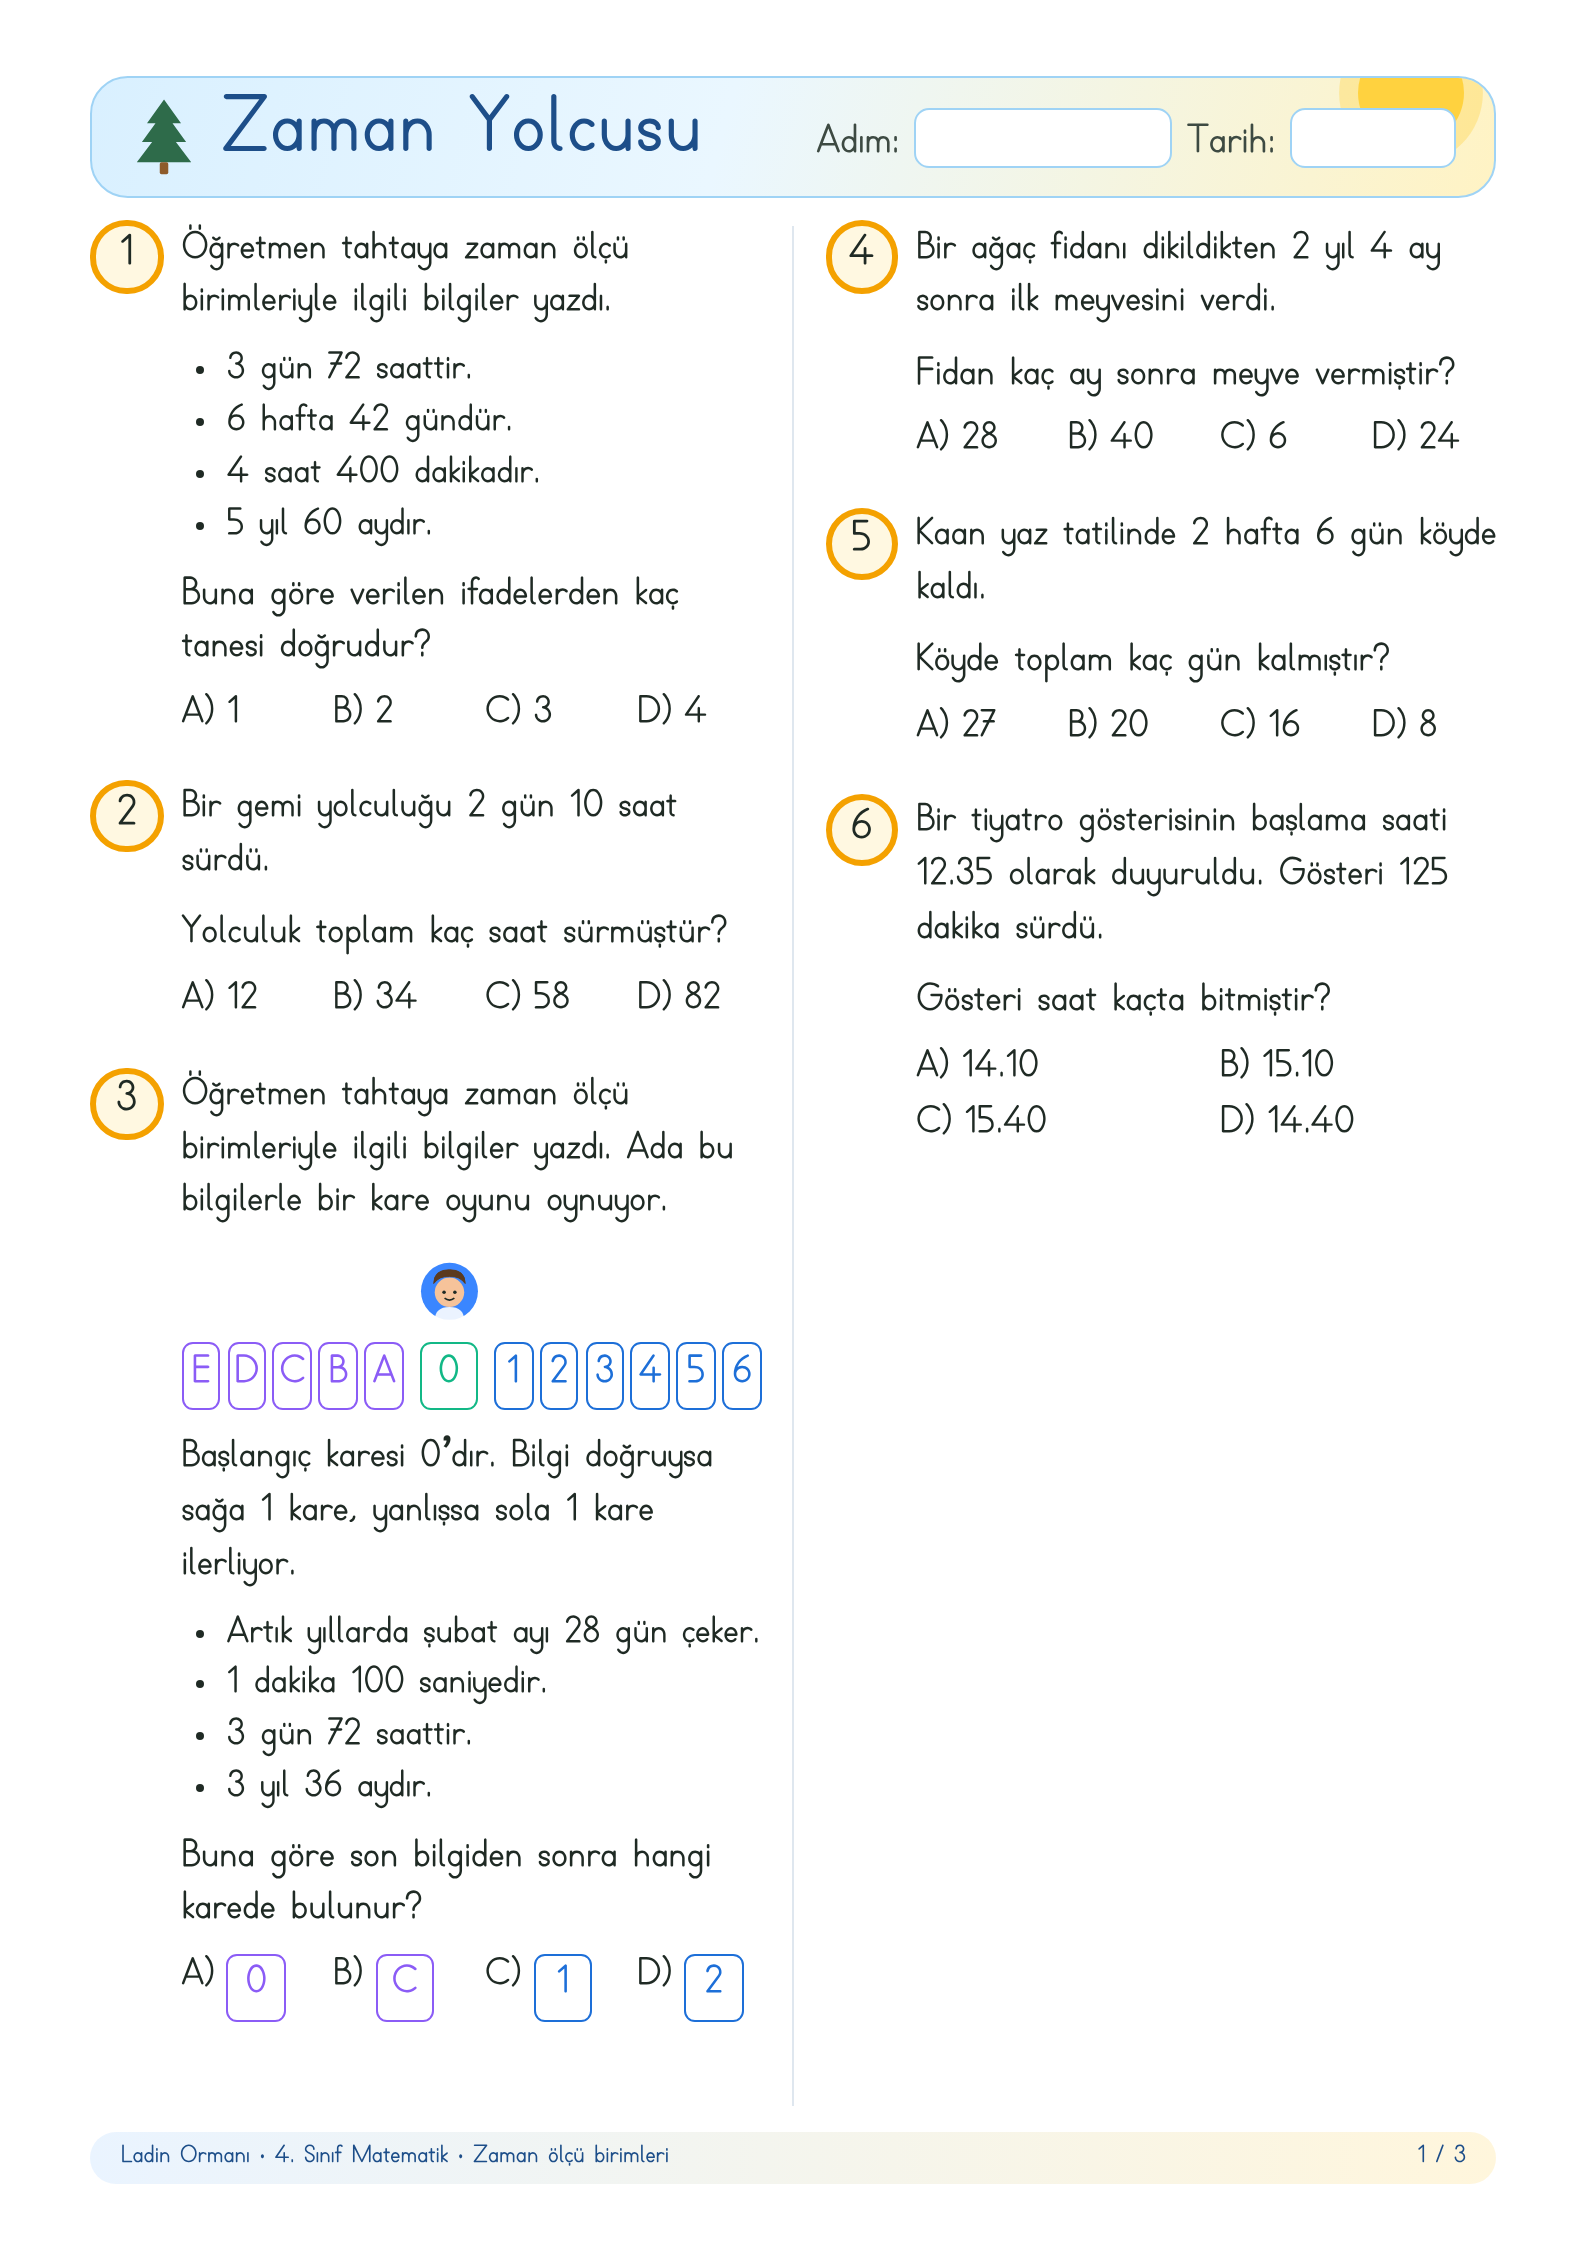 Zaman Yolcusu
Adım:
Tarih:
1
Öğretmen tahtaya zaman ölçü
birimleriyle ilgili bilgiler yazdı.
• 3 gün 72 saattir.
• 6 hafta 42 gündür.
• 4 saat 400 dakikadır.
• 5 yıl 60 aydır.
Buna göre verilen ifadelerden kaç
tanesi doğrudur?
A) 1 B) 2 C) 3 D) 4
2
Bir gemi yolculuğu 2 gün 10 saat
sürdü.
Yolculuk toplam kaç saat sürmüştür?
A) 12 B) 34 C) 58 D) 82
3
Öğretmen tahtaya zaman ölçü
birimleriyle ilgili bilgiler yazdı. Ada bu
bilgilerle bir kare oyunu oynuyor.
E D C B A 0 1 2 3 4 5 6
Başlangıç karesi 0’dır. Bilgi doğruysa
sağa 1 kare, yanlışsa sola 1 kare
ilerliyor.
• Artık yıllarda şubat ayı 28 gün çeker.
• 1 dakika 100 saniyedir.
• 3 gün 72 saattir.
• 3 yıl 36 aydır.
Buna göre son bilgiden sonra hangi
karede bulunur?
A) 0 B) C C) 1 D) 2
4
Bir ağaç fidanı dikildikten 2 yıl 4 ay
sonra ilk meyvesini verdi.
Fidan kaç ay sonra meyve vermiştir?
A) 28 B) 40 C) 6 D) 24
5
Kaan yaz tatilinde 2 hafta 6 gün köyde
kaldı.
Köyde toplam kaç gün kalmıştır?
A) 27 B) 20 C) 16 D) 8
6
Bir tiyatro gösterisinin başlama saati
12.35 olarak duyuruldu. Gösteri 125
dakika sürdü.
Gösteri saat kaçta bitmiştir?
A) 14.10 B) 15.10
C) 15.40 D) 14.40
Ladin Ormanı • 4. Sınıf Matematik • Zaman ölçü birimleri
1 / 3